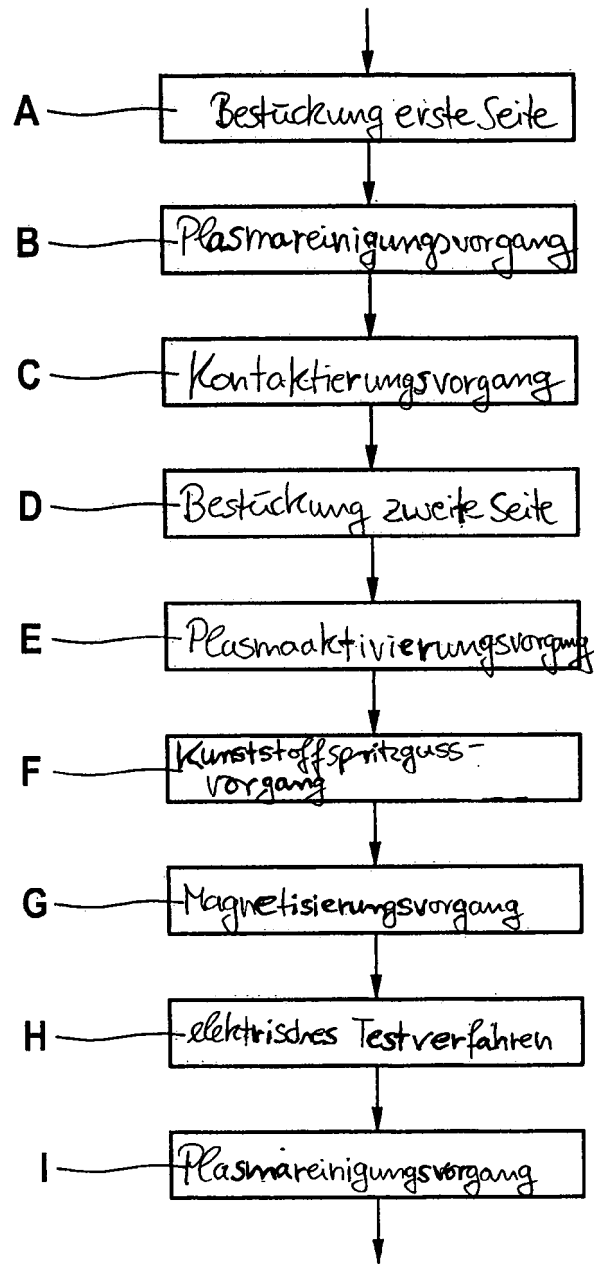 A Bestückung erste Seite
B Plasmareinigungsvorgang
C Kontaktierungsvorgang
D Bestückung zweite Seite
E Plasmaaktivierungsvorgang
F Kunststoffspritzguss-
vorgang
G Magnetisierungsvorgang
H elektrisches Testverfahren
I Plasmareinigungsvorgang